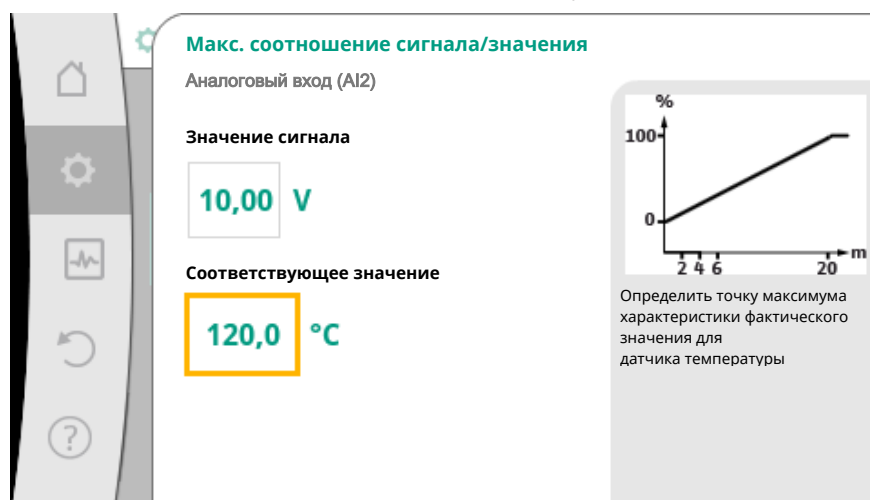 Макс. соотношение сигнала/значения
Аналоговый вход (AI2)
Значение сигнала
10,00 V
Соответствующее значение
120,0 °C
%
100
0
2 4 6 20 m
Определить точку максимума
характеристики фактического
значения для
датчика температуры
?